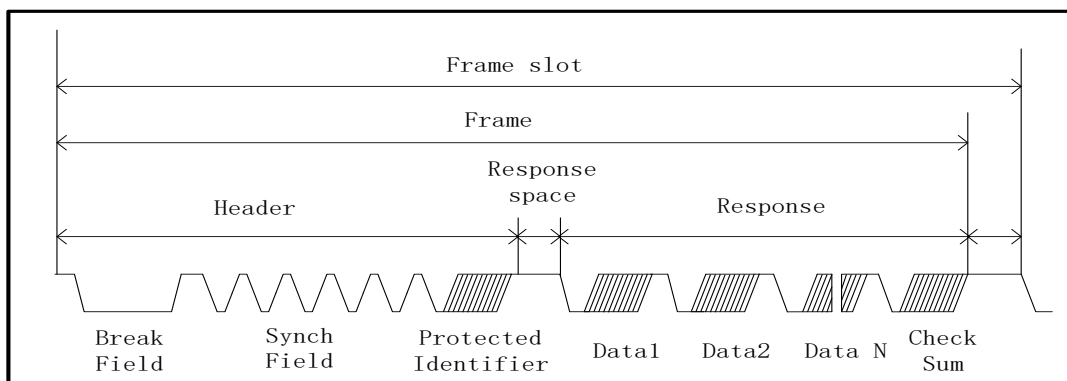 Frame slot
Frame
Response
space
Header
Response
Break
Field
Synch
Field
Protected
Identifier
Data1
Data2
Data N
Check
Sum